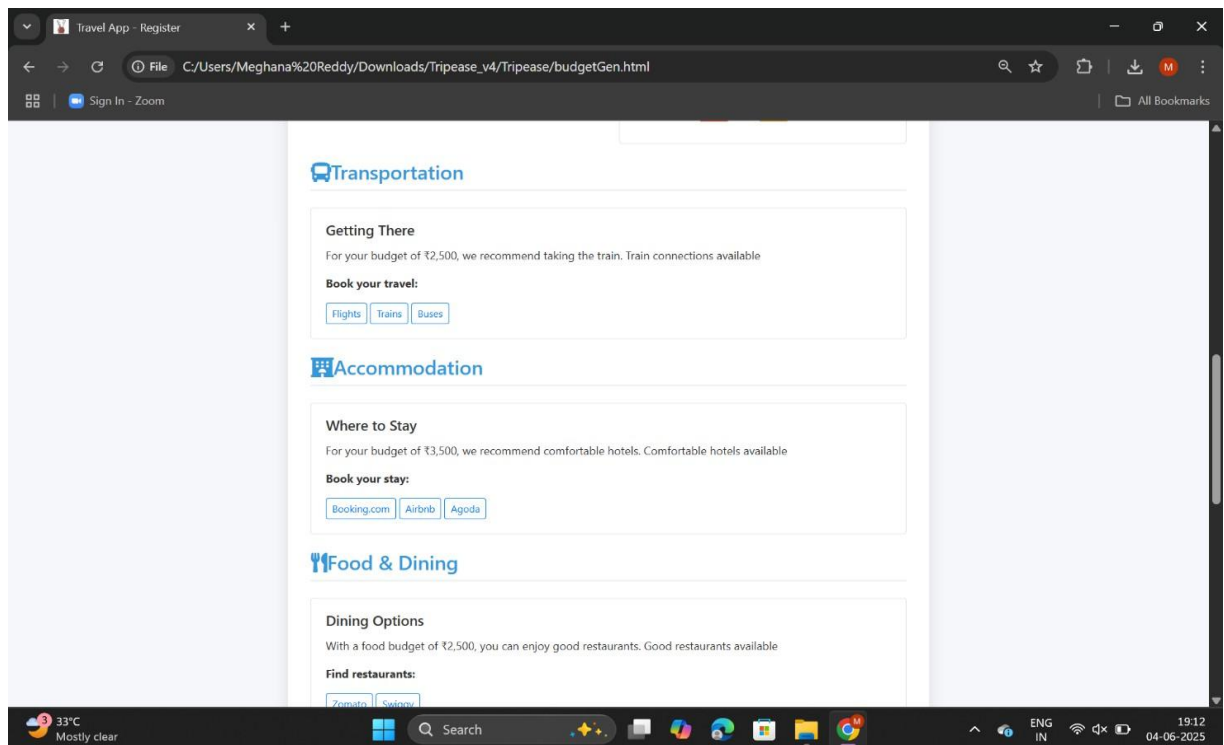 Travel App - Register
File C:/Users/Meghana%20Reddy/Downloads/Tripease_v4/Tripease/budgetGen.html
M
Sign In - Zoom
All Bookmarks
Transportation
Getting There
For your budget of ₹2,500, we recommend taking the train. Train connections available
Book your travel:
Flights Trains Buses
Accommodation
Where to Stay
For your budget of ₹3,500, we recommend comfortable hotels. Comfortable hotels available
Book your stay:
Booking.com Airbnb Agoda
Food & Dining
Dining Options
With a food budget of ₹2,500, you can enjoy good restaurants. Good restaurants available
Find restaurants:
Zomato Swiggy
3
33°C
Mostly clear
Search
M
ENG
IN
19:12
04-06-2025